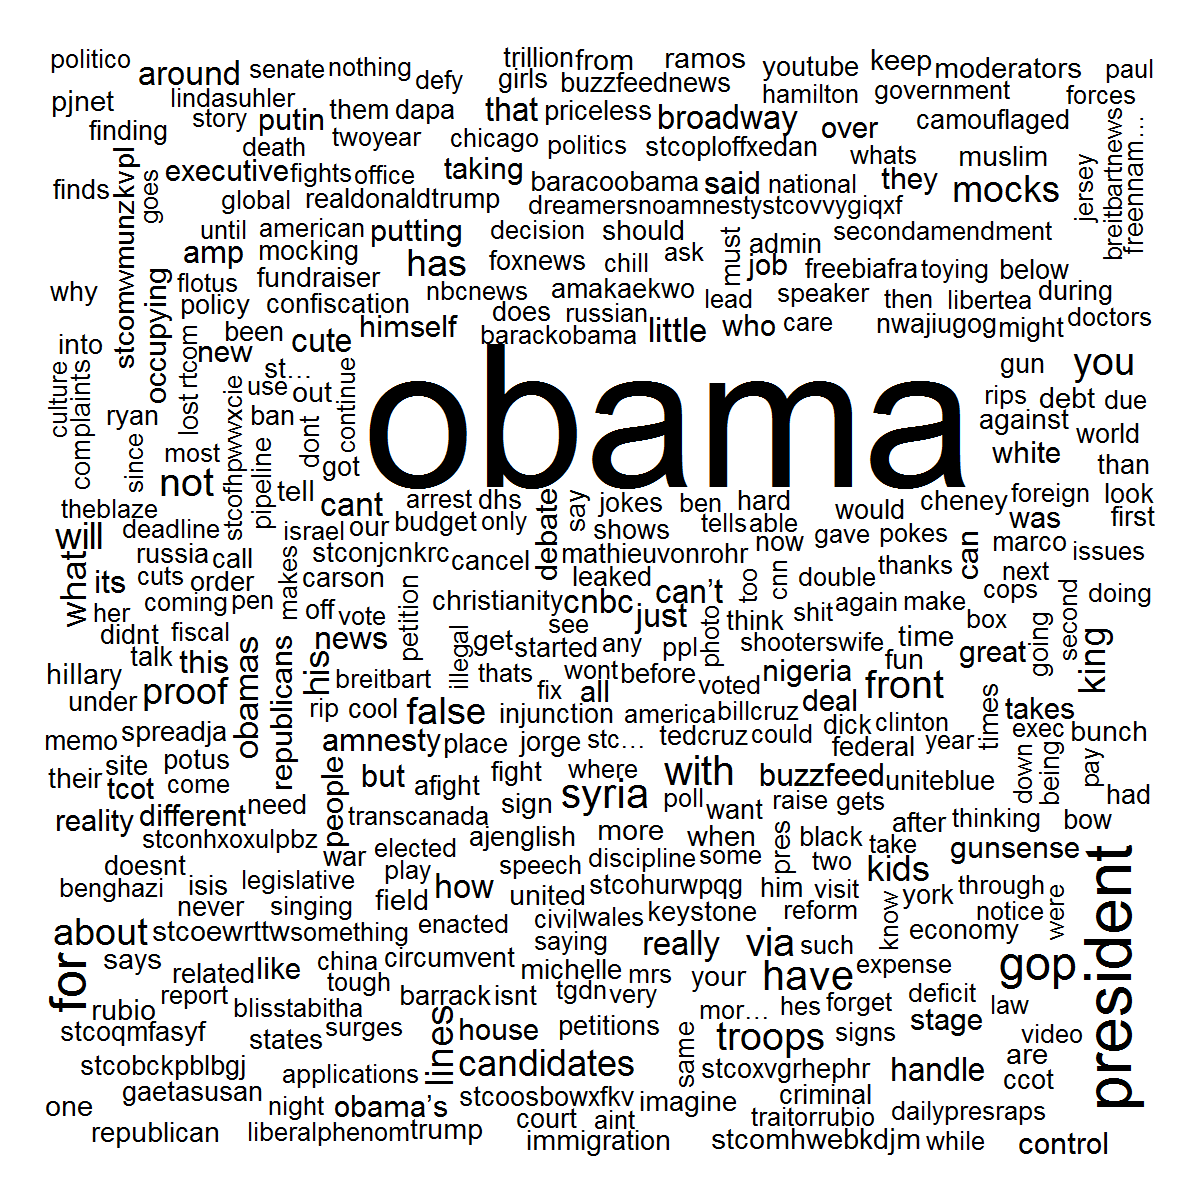 politico around senate nothing defy trillion from ramos youtube keep moderators paul
pjnet lindasuhler girls buzzfeednews hamilton government forces
finding story putin them dapa that priceless broadway over camouflaged
death twoyear chicago politics stcoploffxedan whats muslim breitbartnews freennam…
finds stcomvmunzkvpl goes executive fights office taking baracoobama said national they mocks jersey
global realdonaldtrump dreamersnoamnestystcovvygiqxf
until american putting decision should must admin secondamendment
amp mocking has foxnews chill ask job freebiafra toying below
why flotus fundraiser nbcnews amakaekwo lead speaker then libertea during
occupying policy confiscation does russian little who care nwajiugog might doctors
into new been cute himself barackobama
culture complaints lost rtcom st… obama gun you
ryan stcofhpwwxcie use out continue rips debt due
ban dont against world
since most not pipeline tell got white than
theblaze cant arrest dhs debate say jokes ben hard would cheney foreign look
will deadline israel our budget only shows tells able now gave pokes was first
what russia call stconjcnkrc cancel mathieuvonrohr thanks can marco issues
its cuts order makes carson petition leaked can’t too cnn double next
her coming pen off vote christianity cnbc just photo think shit again make cops second doing
didnt fiscal see box
hillary talk this obamas republicans his news illegal get started any ppl shooterswife time fun great going king
under proof breitbart thats wont before voted nigeria front
rip cool false fix all deal takes
injunction america billcruz dick clinton times
memo spreadja amnesty place jorge stc… tedcruz could federal year exec bunch
their site potus people but afight fight where with buzzfeed uniteblue down being pay had
tcot come
reality different need transcanada sign syria poll want raise gets after thinking bow
stconhxoxulpbz ajenglish more when pres black take gunsense
doesnt war elected play speech discipline some two kids president
benghazi isis legislative how united stcohurwpqg him visit york through
never singing field civilwales keystone reform know notice were
for about stcoewrttw something enacted saying really via such economy
says related like china circumvent michelle mrs your have expense gop
rubio report tough barrack isnt tgdn very mor… hes forget deficit law
blisstabitha
stcoqmfasyf states surges lines house petitions same troops signs stage video
stcobckpblbgj applications candidates stcoxvgrhephr handle are ccot
gaetasusan
one night obama’s stcoosbowxfkv imagine criminal
court aint traitorrubio dailypresraps
republican liberalphenom trump immigration stcomhwebkdjm while control